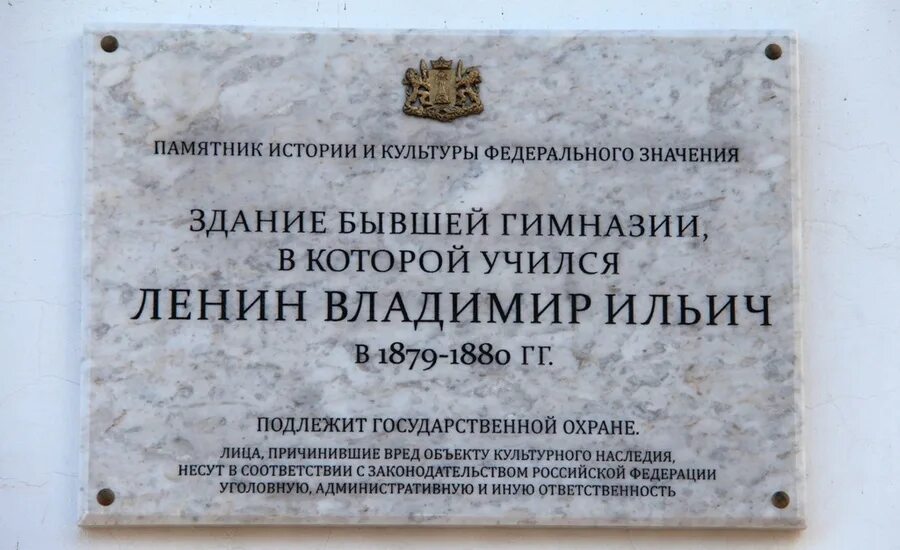 ПАМЯТНИК ИСТОРИИ И КУЛЬТУРЫ ФЕДЕРАЛЬНОГО ЗНАЧЕНИЯ
ЗДАНИЕ БЫВШЕЙ ГИМНАЗИИ,
В КОТОРОЙ УЧИЛСЯ
ЛЕНИН ВЛАДИМИР ИЛЬИЧ
В 1879-1880 ГГ.
ПОДЛЕЖИТ ГОСУДАРСТВЕННОЙ ОХРАНЕ.
ЛИЦА, ПРИЧИНИВШИЕ ВРЕД ОБЪЕКТУ КУЛЬТУРНОГО НАСЛЕДИЯ,
НЕСУТ В СООТВЕТСТВИИ С ЗАКОНОДАТЕЛЬСТВОМ РОССИЙСКОЙ ФЕДЕРАЦИИ
УГОЛОВНУЮ, АДМИНИСТРАТИВНУЮ И ИНУЮ ОТВЕТСТВЕННОСТЬ